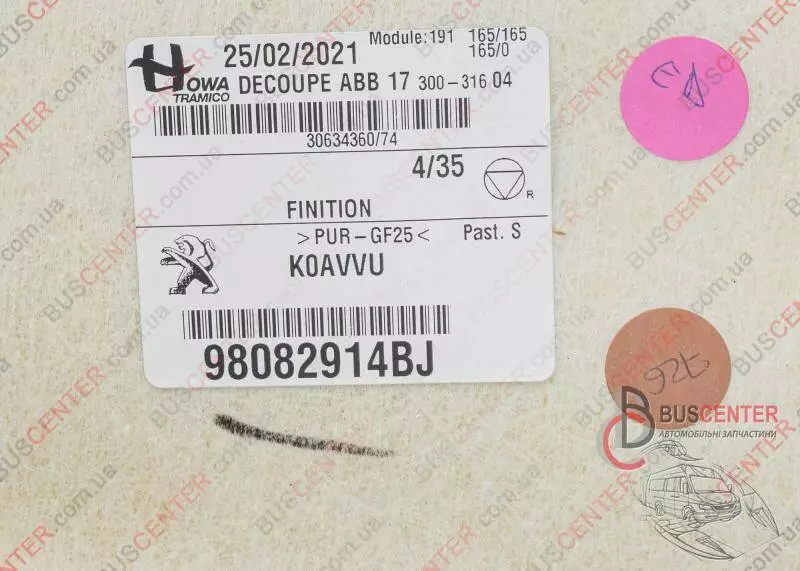 Module:191 165/165
25/02/2021 165/0
HOWA TRAMICO
DECOUPE ABB 17 300-316 04
30634360/74
4/35
R
FINITION
>PUR-GF25< Past. S
K0AVVU
98082914BJ
926
BUSCENTER
АВТОМОБІЛЬНІ ЗАПЧАСТИНИ
BUSCENTER.com.ua